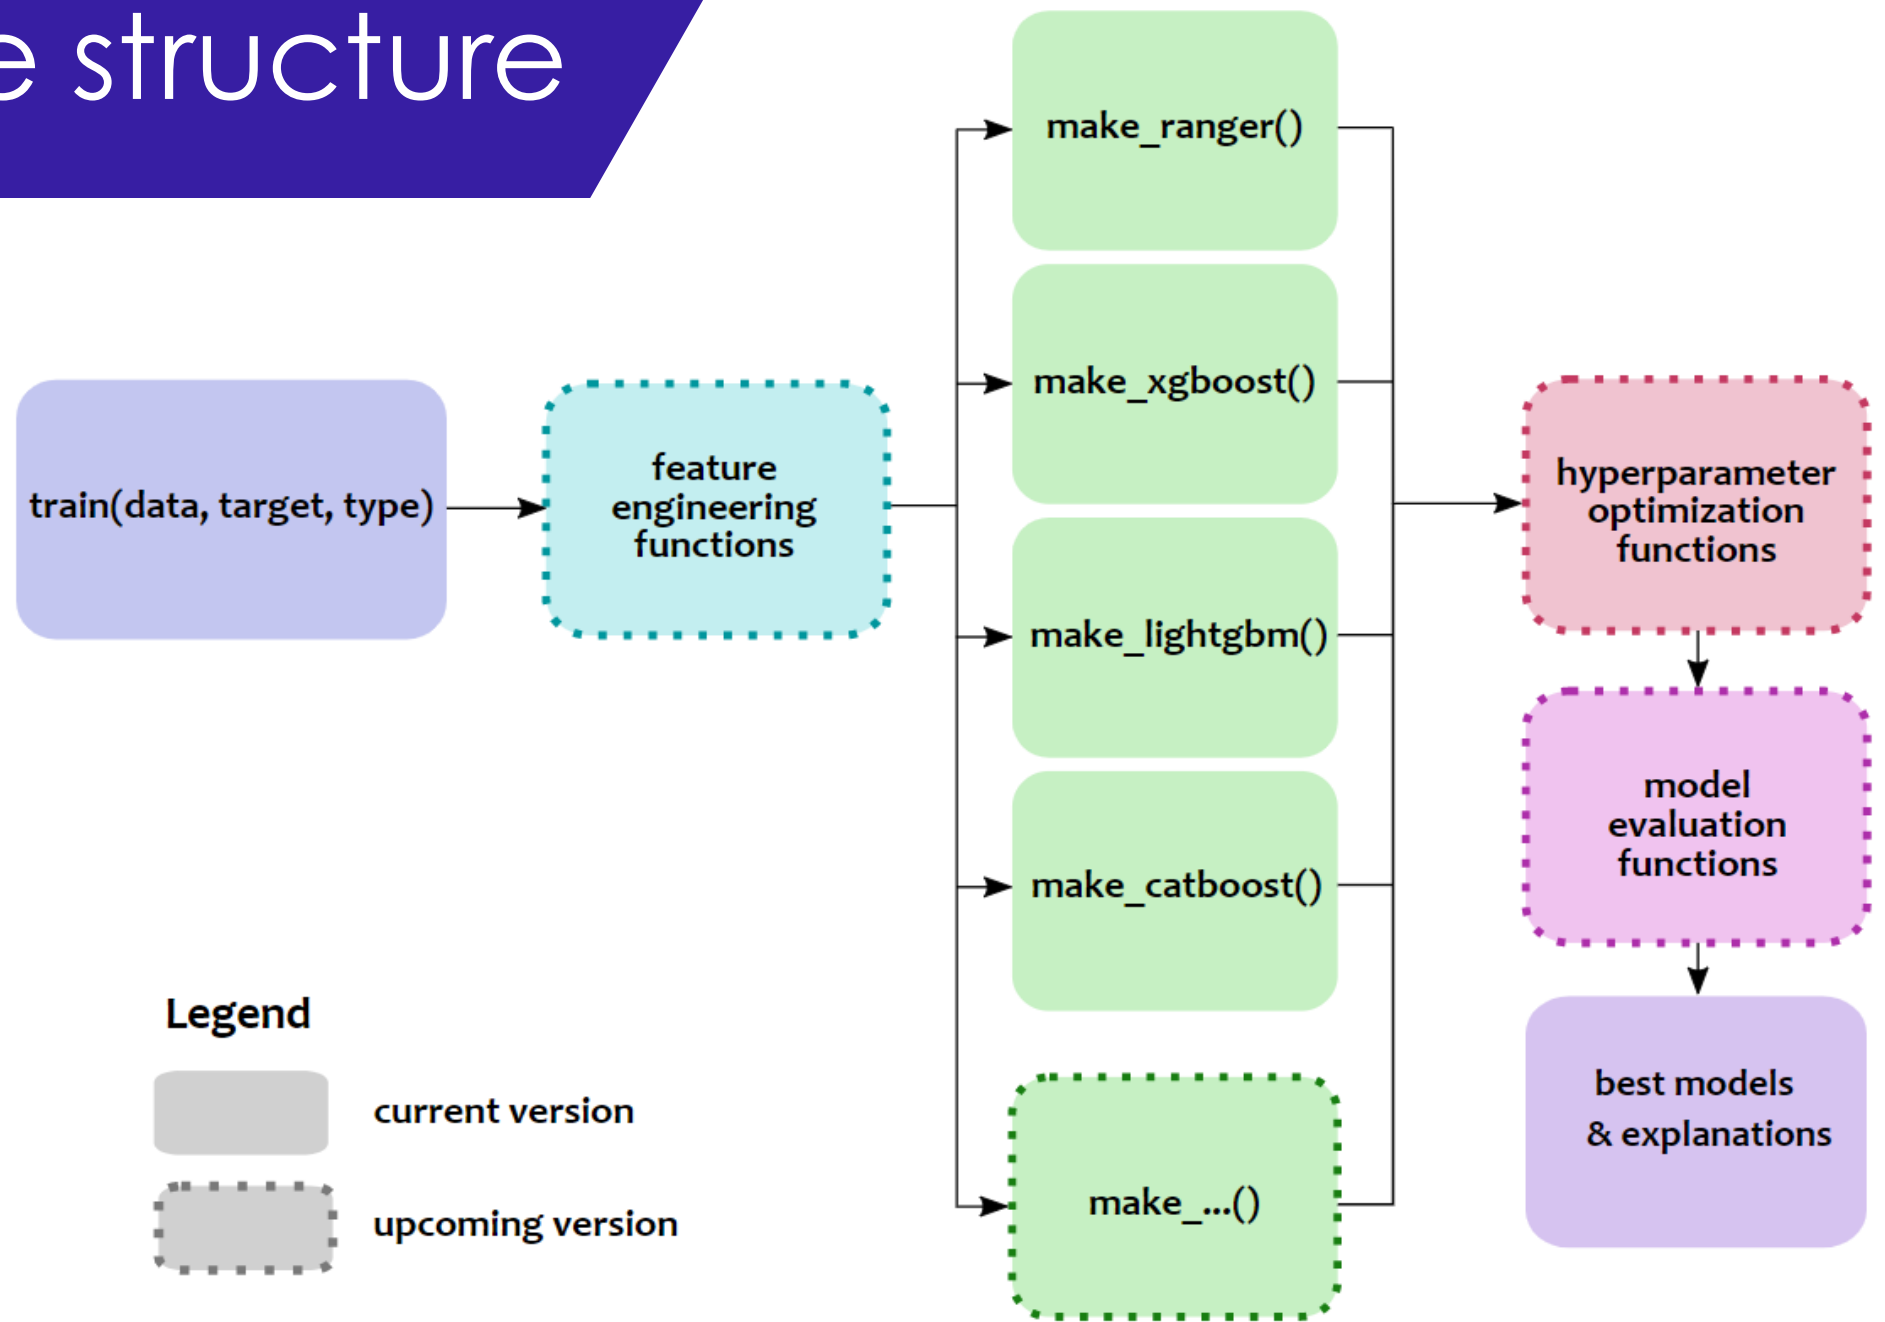 e structure
make_ranger()
make_xgboost()
train(data, target, type)
feature
engineering
functions
make_lightgbm()
make_catboost()
make_...()
hyperparameter
optimization
functions
model
evaluation
functions
best models
& explanations
Legend
current version
upcoming version